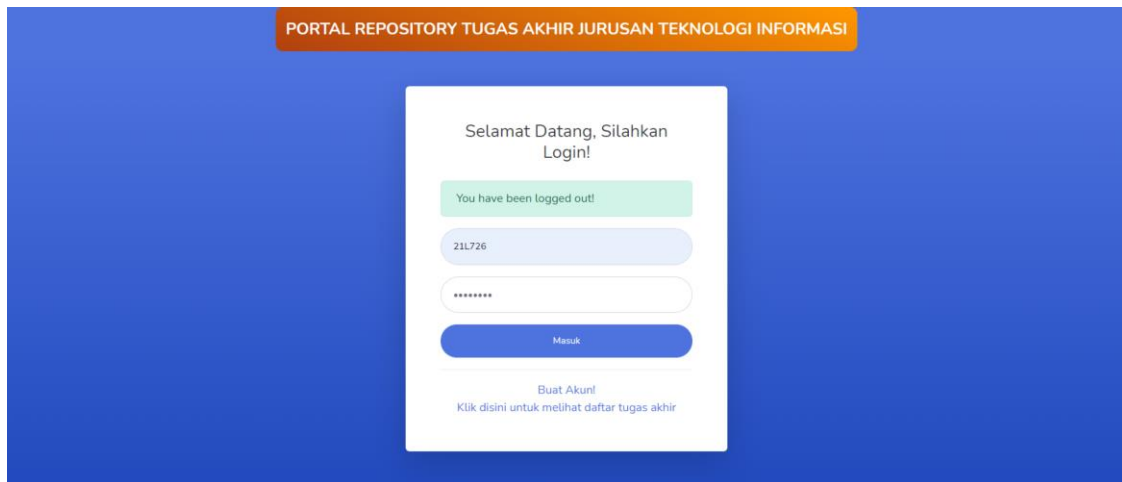 PORTAL REPOSITORY TUGAS AKHIR JURUSAN TEKNOLOGI INFORMASI
Selamat Datang, Silahkan
Login!
You have been logged out!
21L726
••••••••
Masuk
Buat Akun!
Klik disini untuk melihat daftar tugas akhir